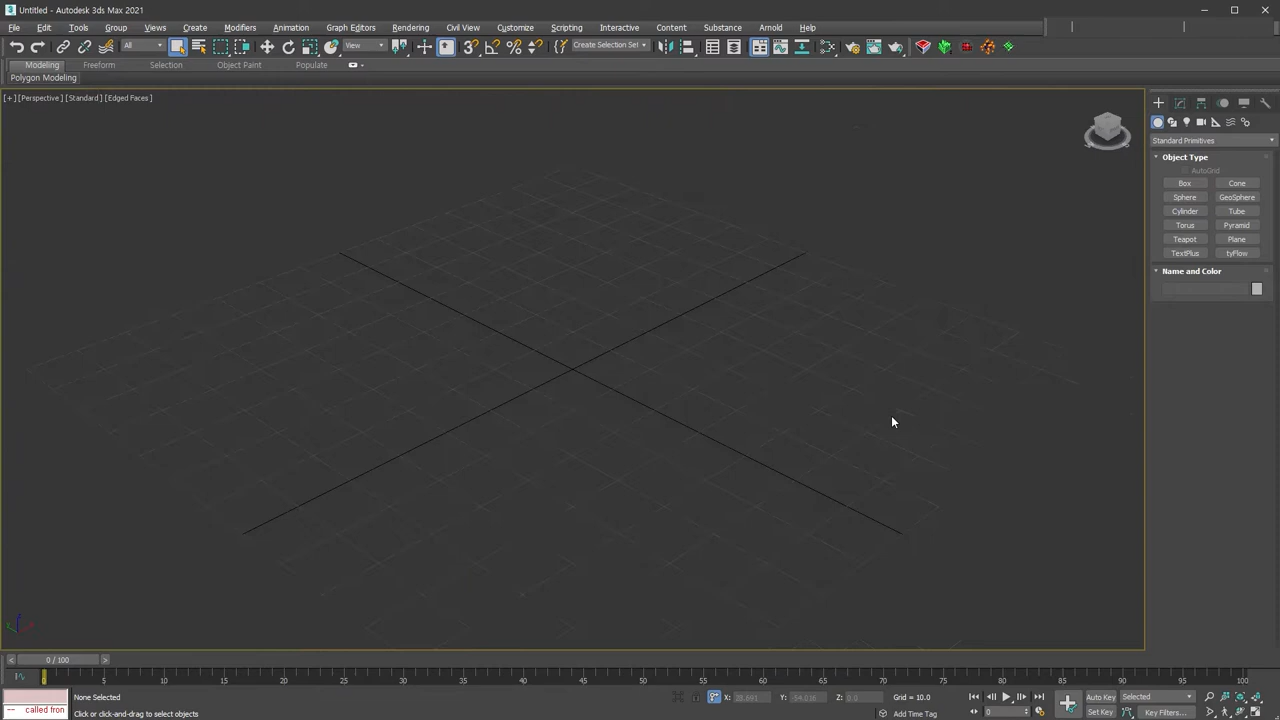 Untitled - Autodesk 3ds Max 2021
File Edit Tools Group Views Create Modifiers Animation Graph Editors Rendering Civil View Customize Scripting Interactive Content Substance Arnold Help
All View Create Selection Set
Modeling Freeform Selection Object Paint Populate
Polygon Modeling
[+] [Perspective] [Standard] [Edged Faces]
Standard Primitives
Object Type
AutoGrid
Box Cone
Sphere GeoSphere
Cylinder Tube
Torus Pyramid
Teapot Plane
TextPlus tyFlow
Name and Color
< 0 / 100 >
0 5 10 15 20 25 30 35 40 45 50 55 60 65 70 75 80 85 90 95 100
None Selected X: Y: Z: 0.0 Grid = 10.0 Auto Key Selected
-- called fron Click or click-and-drag to select objects Add Time Tag 0 Set Key Key Filters...